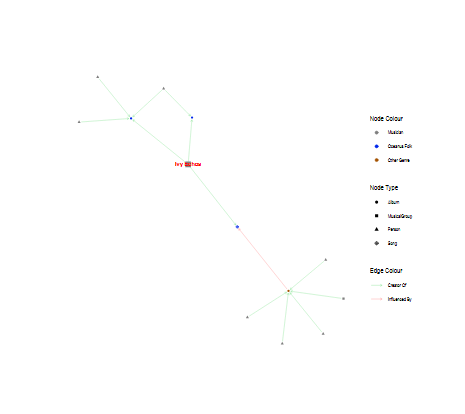 Node Colour
Musician
Oceanus Folk
Other Genre
Ivy Echos
Node Type
Album
MusicalGroup
Person
Song
Edge Colour
Creator Of
Influenced By